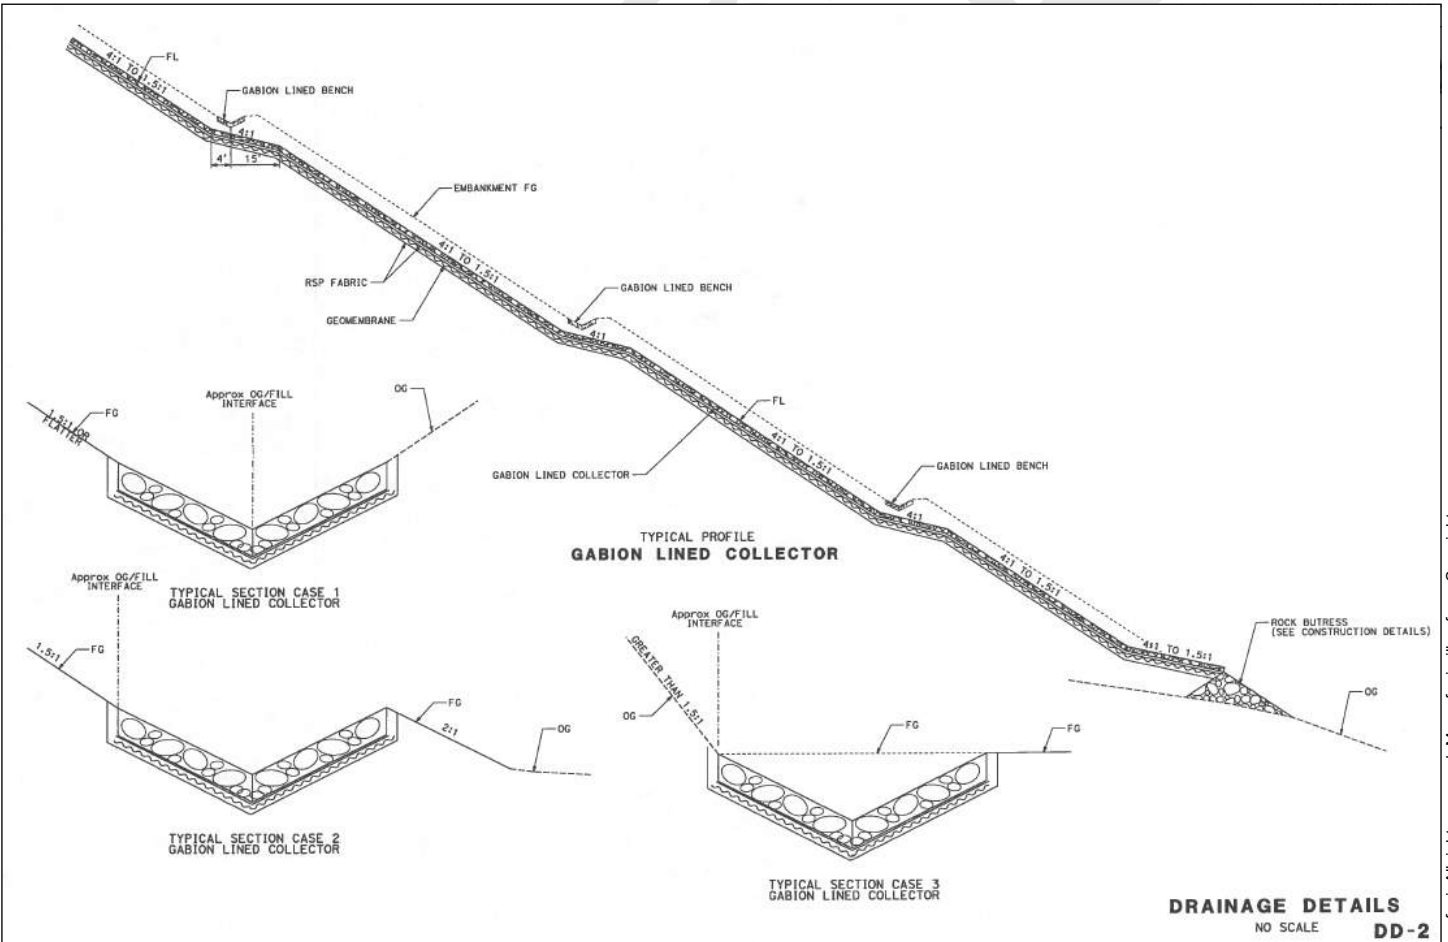 4:1 TO 1.5:1
FL
GABION LINED BENCH
4:1
4'
15'
EMBANKMENT FG
4:1 TO 1.5:1
RSP FABRIC
GEOMEMBRANE
GABION LINED BENCH
4:1
FL
4:1 TO 1.5:1
GABION LINED COLLECTOR
GABION LINED BENCH
4:1
4:1 TO 1.5:1
TYPICAL PROFILE
GABION LINED COLLECTOR
4:1 TO 1.5:1
ROCK BUTRESS
(SEE CONSTRUCTION DETAILS)
OG
1.5:1 OR
FLATTER
FG
Approx OG/FILL
INTERFACE
OG
TYPICAL SECTION CASE 1
GABION LINED COLLECTOR
Approx OG/FILL
INTERFACE
1.5:1
FG
FG
2:1
OG
TYPICAL SECTION CASE 2
GABION LINED COLLECTOR
Approx OG/FILL
INTERFACE
GREATER THAN 1.5:1
OG
FG
FG
TYPICAL SECTION CASE 3
GABION LINED COLLECTOR
DRAINAGE DETAILS
NO SCALE
DD-2